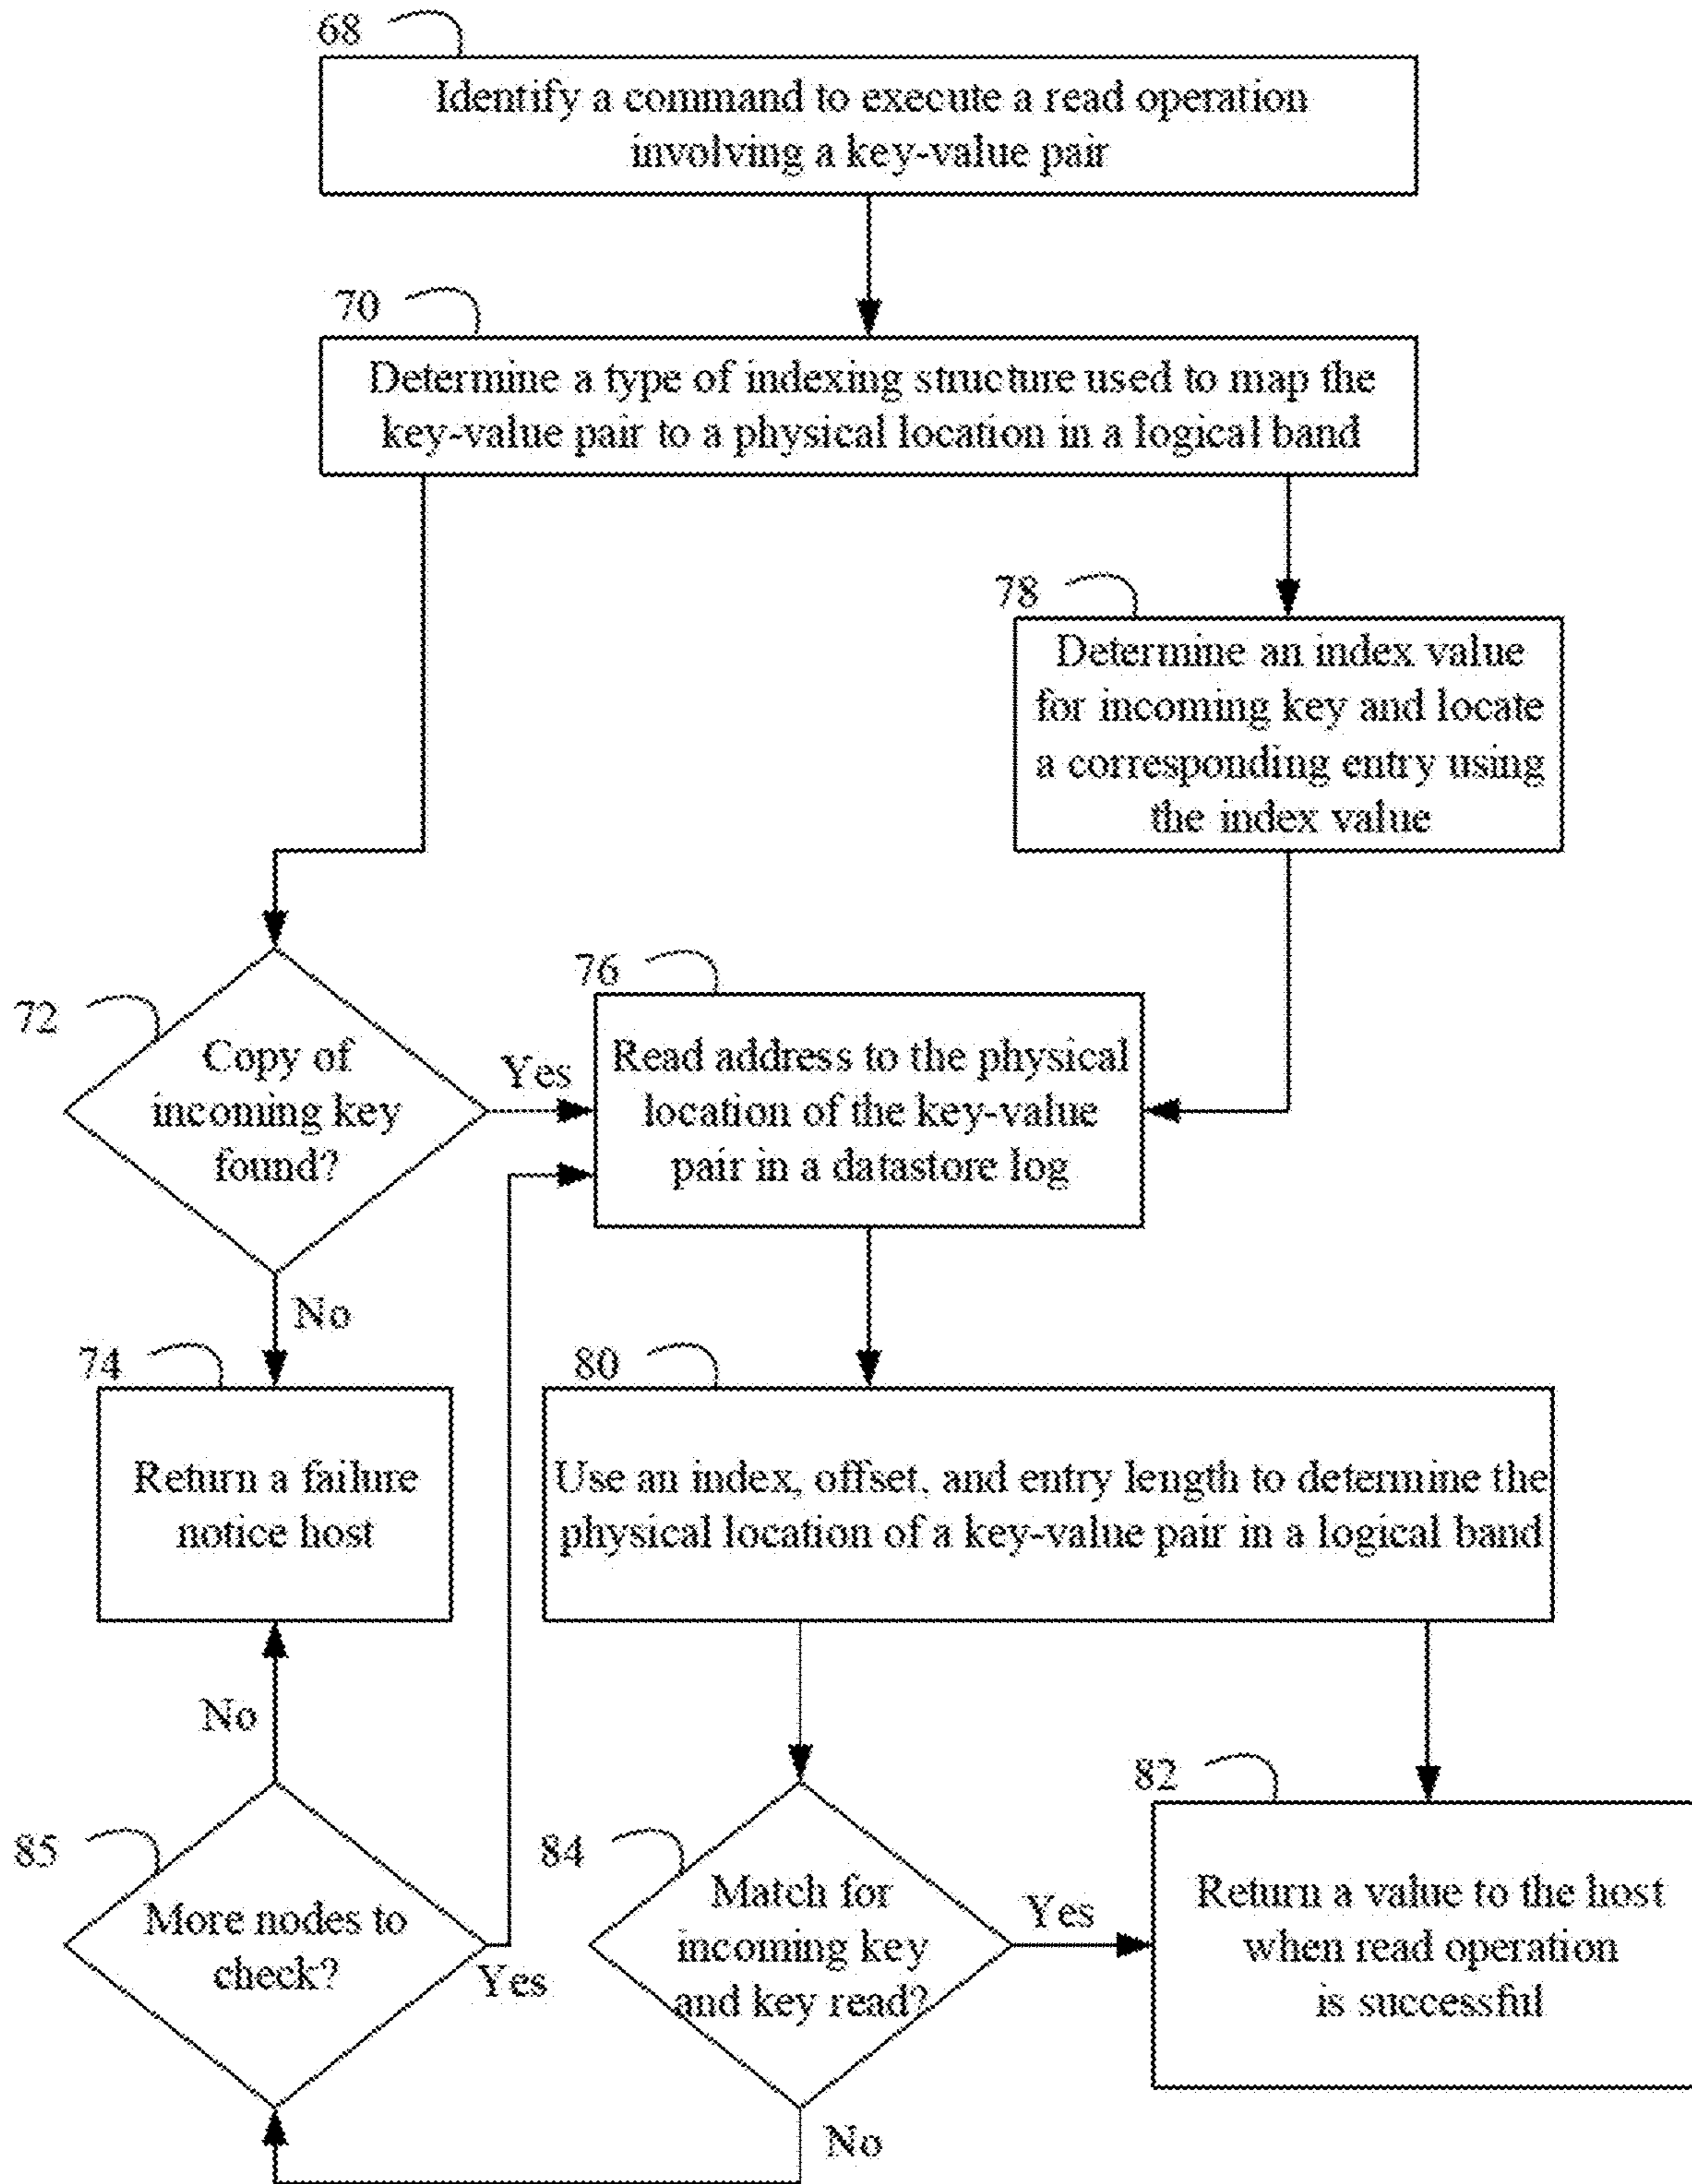 68
Identify a command to execute a read operation
involving a key-value pair
70
Determine a type of indexing structure used to map the
key-value pair to a physical location in a logical band
78
Determine an index value
for incoming key and locate
a corresponding entry using
the index value
72
Copy of
incoming key
found?
Yes
No
76
Read address to the physical
location of the key-value
pair in a datastore log
74
Return a failure
notice host
80
Use an index, offset, and entry length to determine the
physical location of a key-value pair in a logical band
No
85
More nodes to
check?
Yes
84
Match for
incoming key
and key read?
Yes
No
82
Return a value to the host
when read operation
is successful